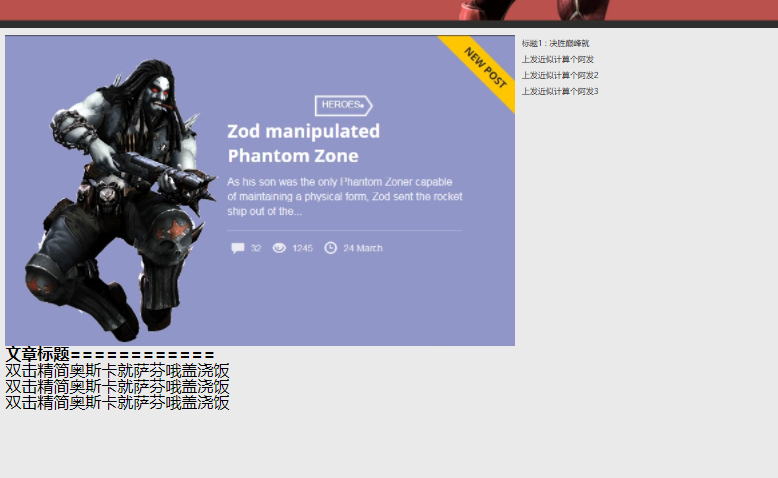 NEW POST
HEROES
Zod manipulated
Phantom Zone
As his son was the only Phantom Zoner capable
of maintaining a physical form, Zod sent the rocket
ship out of the...
32 1245 24 March
标题1：决胜巅峰就
上发近似计算个阿发
上发近似计算个阿发2
上发近似计算个阿发3
文章标题============
双击精简奥斯卡就萨芬哦盖浇饭
双击精简奥斯卡就萨芬哦盖浇饭
双击精简奥斯卡就萨芬哦盖浇饭